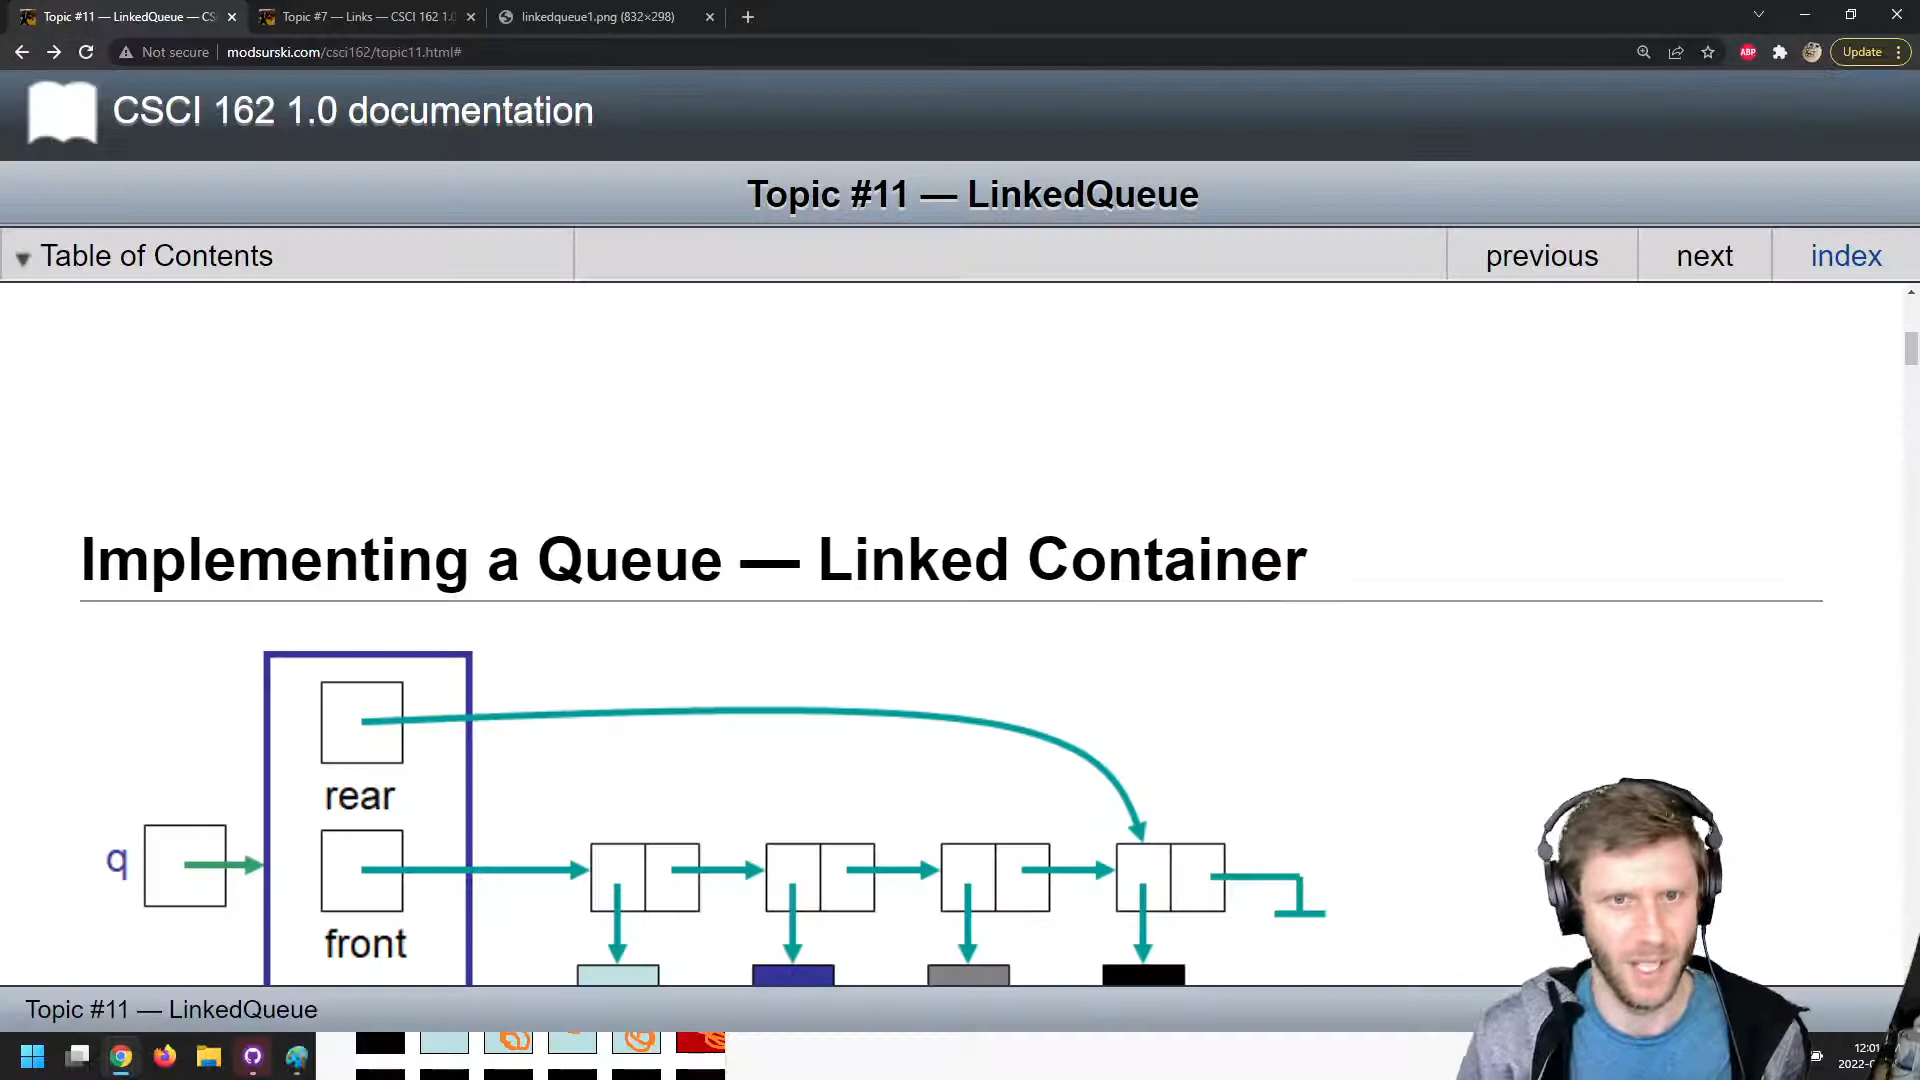 Topic #11 — LinkedQueue — CS
Topic #7 — Links — CSCI 162 1.0
linkedqueue1.png (832×298)
Not secure
modsurski.com/csci162/topic11.html#
ABP
Update
CSCI 162 1.0 documentation
Topic #11 — LinkedQueue
Table of Contents
previous
next
index
Implementing a Queue — Linked Container
rear
q
front
Topic #11 — LinkedQueue
12:01